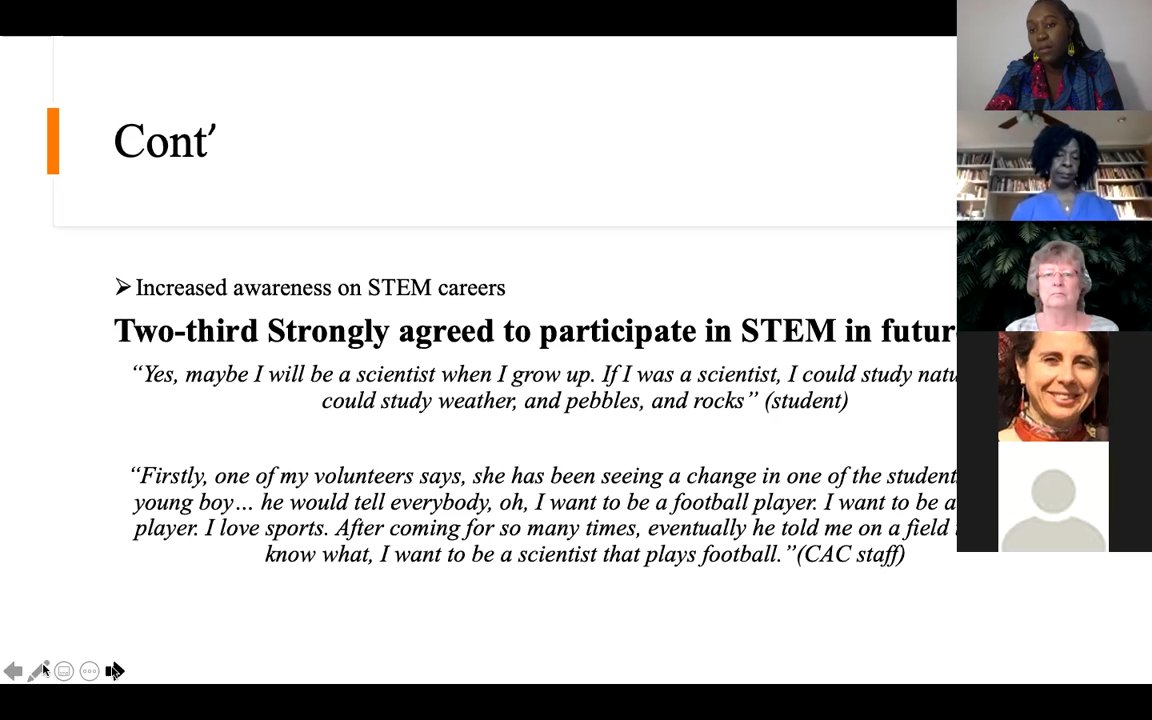 Cont’
➢ Increased awareness on STEM careers
Two-third Strongly agreed to participate in STEM in futur
“Yes, maybe I will be a scientist when I grow up. If I was a scientist, I could study natu
could study weather, and pebbles, and rocks” (student)
“Firstly, one of my volunteers says, she has been seeing a change in one of the student
young boy… he would tell everybody, oh, I want to be a football player. I want to be a
player. I love sports. After coming for so many times, eventually he told me on a field
know what, I want to be a scientist that plays football.”(CAC staff)